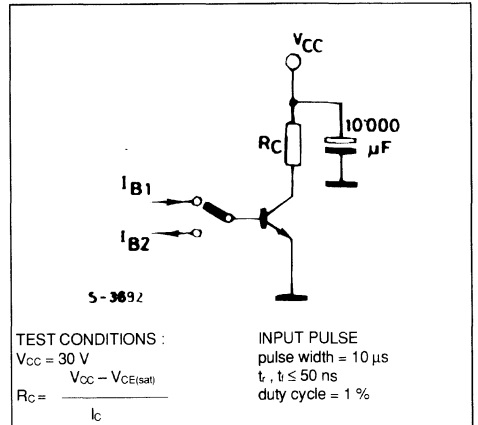 VCC
10·000
µF
RC
IB1
IB2
S-3692
TEST CONDITIONS :
VCC = 30 V
RC = VCC – VCE(sat)
IC
INPUT PULSE
pulse width = 10 µs
tr , tf ≤ 50 ns
duty cycle = 1 %